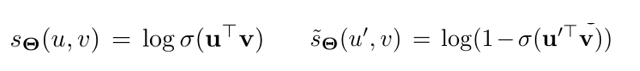 s_Θ(u, v) = log σ(u^⊤v)    s̃_Θ(u′, v) = log(1−σ(u′^⊤v̄))